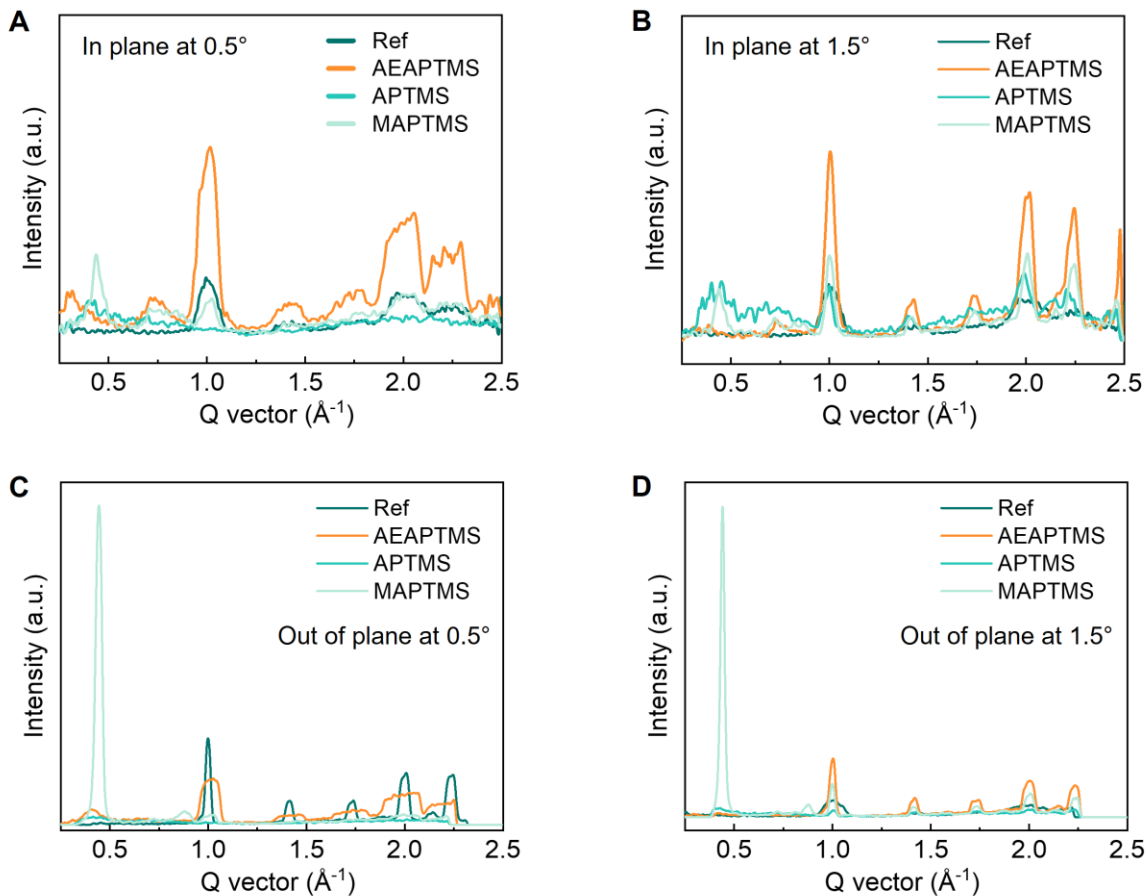 A
In plane at 0.5°
Ref
AEAPTMS
APTMS
MAPTMS
Intensity (a.u.)
0.5 1.0 1.5 2.0 2.5
Q vector (Å⁻¹)
B
In plane at 1.5°
Ref
AEAPTMS
APTMS
MAPTMS
Intensity (a.u.)
0.5 1.0 1.5 2.0 2.5
Q vector (Å⁻¹)
C
Ref
AEAPTMS
APTMS
MAPTMS
Out of plane at 0.5°
Intensity (a.u.)
0.5 1.0 1.5 2.0 2.5
Q vector (Å⁻¹)
D
Ref
AEAPTMS
APTMS
MAPTMS
Out of plane at 1.5°
Intensity (a.u.)
0.5 1.0 1.5 2.0 2.5
Q vector (Å⁻¹)